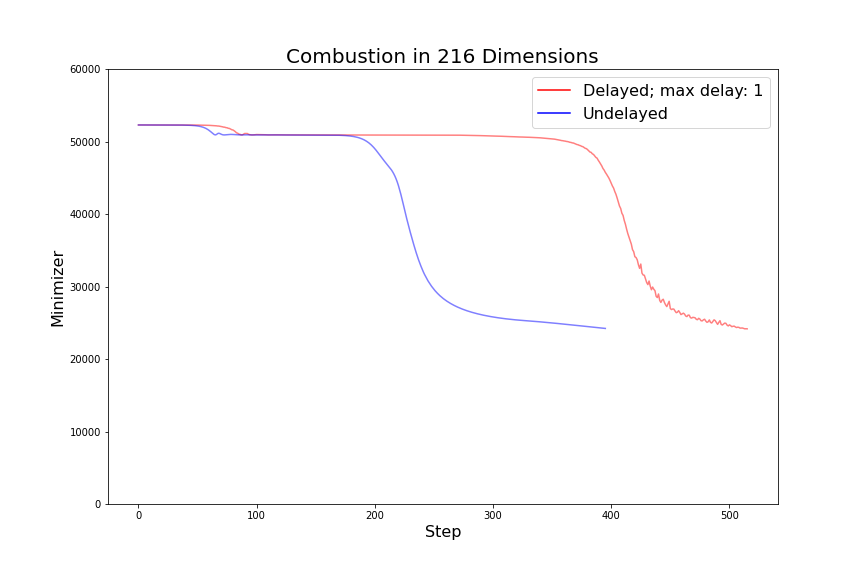 Combustion in 216 Dimensions
Delayed; max delay: 1
Undelayed
Minimizer
60000
50000
40000
30000
20000
10000
0
0 100 200 300 400 500
Step